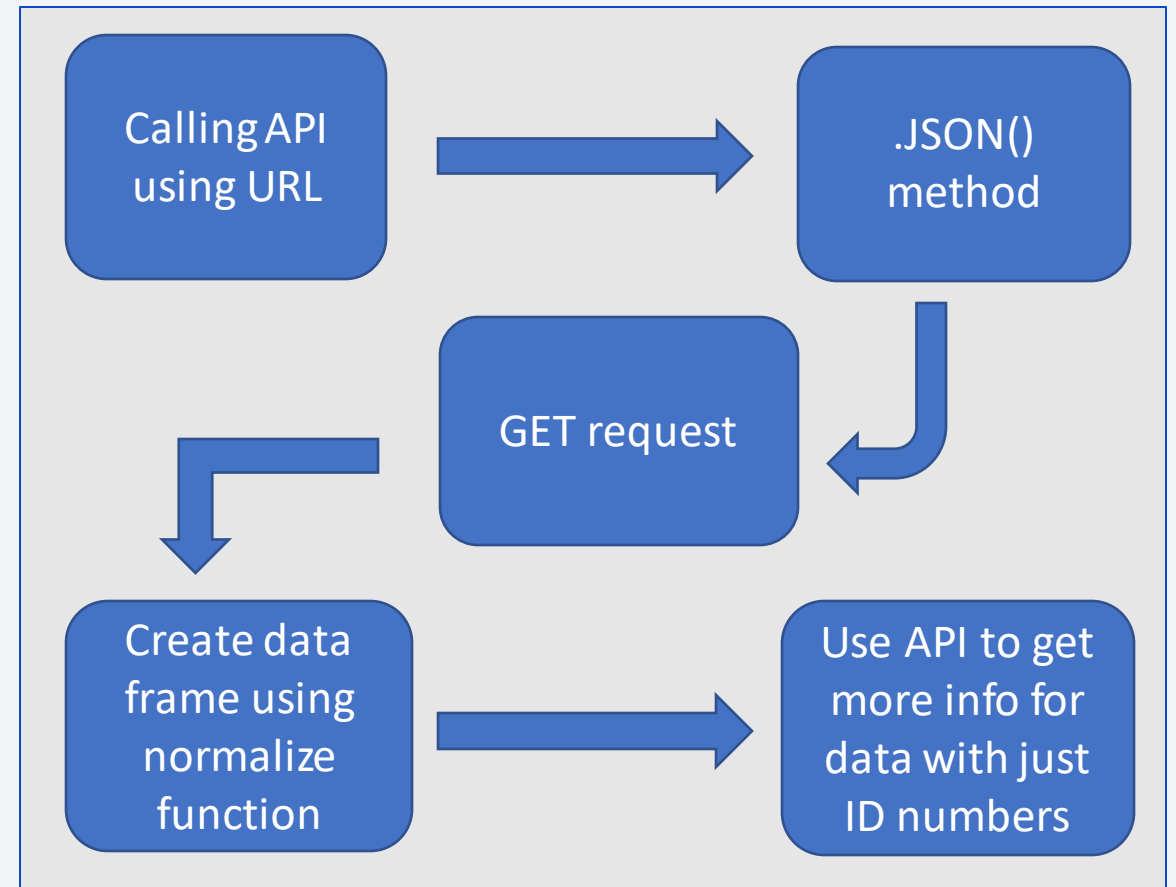 Calling API
using URL
.JSON()
method
GET request
Create data
frame using
normalize
function
Use API to get
more info for
data with just
ID numbers